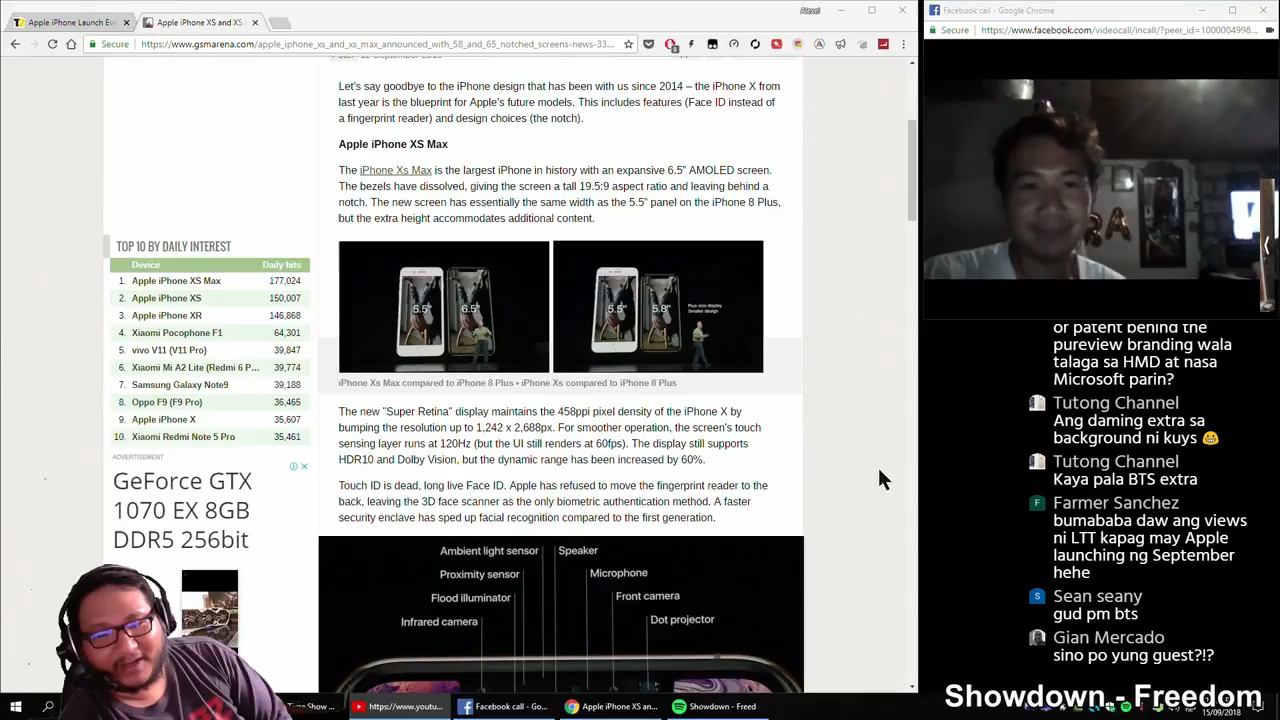 Apple iPhone Launch Eve
Apple iPhone XS and XS
Alexei
Facebook call - Google Chrome
Secure
https://www.gsmarena.com/apple_iphone_xs_and_xs_max_announced_with_58_and_65_notched_screens-news-33...
Secure
https://www.facebook.com/videocall/incall/?peer_id=1000004998...
Let's say goodbye to the iPhone design that has been with us since 2014 – the iPhone X from
last year is the blueprint for Apple's future models. This includes features (Face ID instead of
a fingerprint reader) and design choices (the notch).
Apple iPhone XS Max
The iPhone Xs Max is the largest iPhone in history with an expansive 6.5" AMOLED screen.
The bezels have dissolved, giving the screen a tall 19.5:9 aspect ratio and leaving behind a
notch. The new screen has essentially the same width as the 5.5" panel on the iPhone 8 Plus,
but the extra height accommodates additional content.
TOP 10 BY DAILY INTEREST
Device Daily hits
1. Apple iPhone XS Max 177,024
2. Apple iPhone XS 150,007
3. Apple iPhone XR 146,868
4. Xiaomi Pocophone F1 64,301
5. vivo V11 (V11 Pro) 39,847
6. Xiaomi Mi A2 Lite (Redmi 6 P... 39,774
7. Samsung Galaxy Note9 39,188
8. Oppo F9 (F9 Pro) 36,465
9. Apple iPhone X 35,607
10. Xiaomi Redmi Note 5 Pro 35,461
5.5"
6.5"
5.5"
5.8"
Plus-size-display
Smaller design
iPhone Xs Max compared to iPhone 8 Plus • iPhone Xs compared to iPhone 8 Plus
The new "Super Retina" display maintains the 458ppi pixel density of the iPhone X by
bumping the resolution up to 1,242 x 2,688px. For smoother operation, the screen's touch
sensing layer runs at 120Hz (but the UI still renders at 60fps). The display still supports
HDR10 and Dolby Vision, but the dynamic range has been increased by 60%.
Touch ID is dead, long live Face ID. Apple has refused to move the fingerprint reader to the
back, leaving the 3D face scanner as the only biometric authentication method. A faster
security enclave has sped up facial recognition compared to the first generation.
ADVERTISEMENT
GeForce GTX
1070 EX 8GB
DDR5 256bit
Ambient light sensor
Speaker
Proximity sensor
Microphone
Flood illuminator
Front camera
Infrared camera
Dot projector
or patent behind the
pureview branding wala
talaga sa HMD at nasa
Microsoft parin?
Tutong Channel
Ang daming extra sa
background ni kuys 😁
Tutong Channel
Kaya pala BTS extra
Farmer Sanchez
bumababa daw ang views
ni LTT kapag may Apple
launching ng September
hehe
Sean seany
gud pm bts
Gian Mercado
sino po yung guest?!?
Showdown - Freedom
https://www.youtu...
Facebook call - Go...
Apple iPhone XS an...
Showdown - Freed
15/09/2018